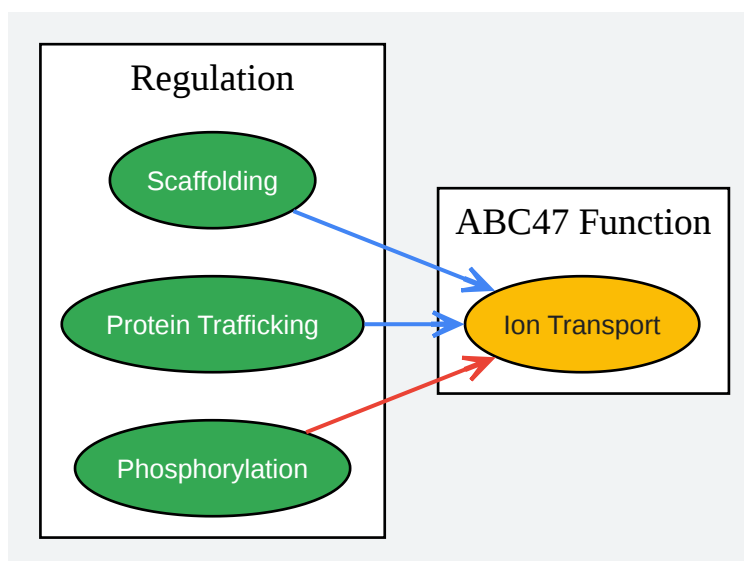 Regulation
Scaffolding
Protein Trafficking
Phosphorylation
ABC47 Function
Ion Transport